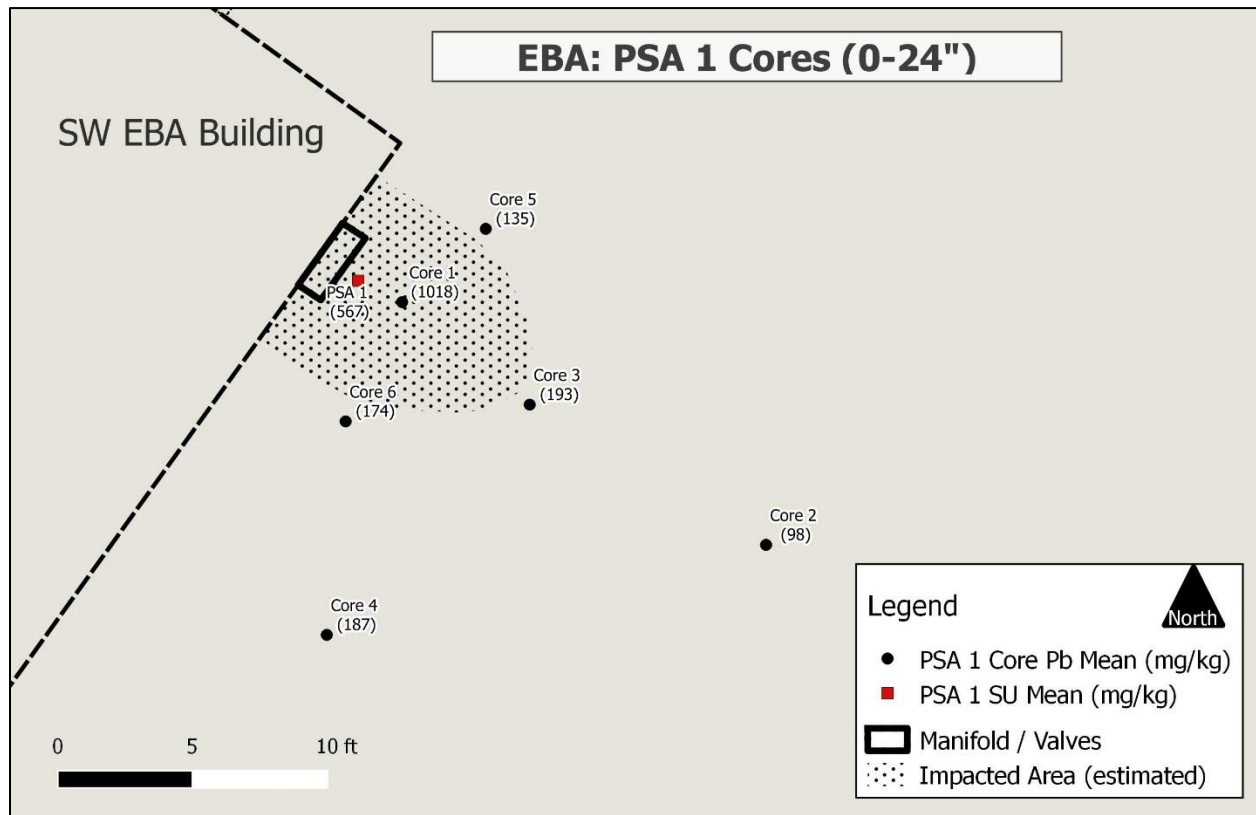 EBA: PSA 1 Cores (0-24")
SW EBA Building
Core 5
(135)
Core 1
(1018)
PSA 1
(567)
Core 3
(193)
Core 6
(174)
Core 2
(98)
Core 4
(187)
0 5 10 ft
Legend
North
PSA 1 Core Pb Mean (mg/kg)
PSA 1 SU Mean (mg/kg)
Manifold / Valves
Impacted Area (estimated)